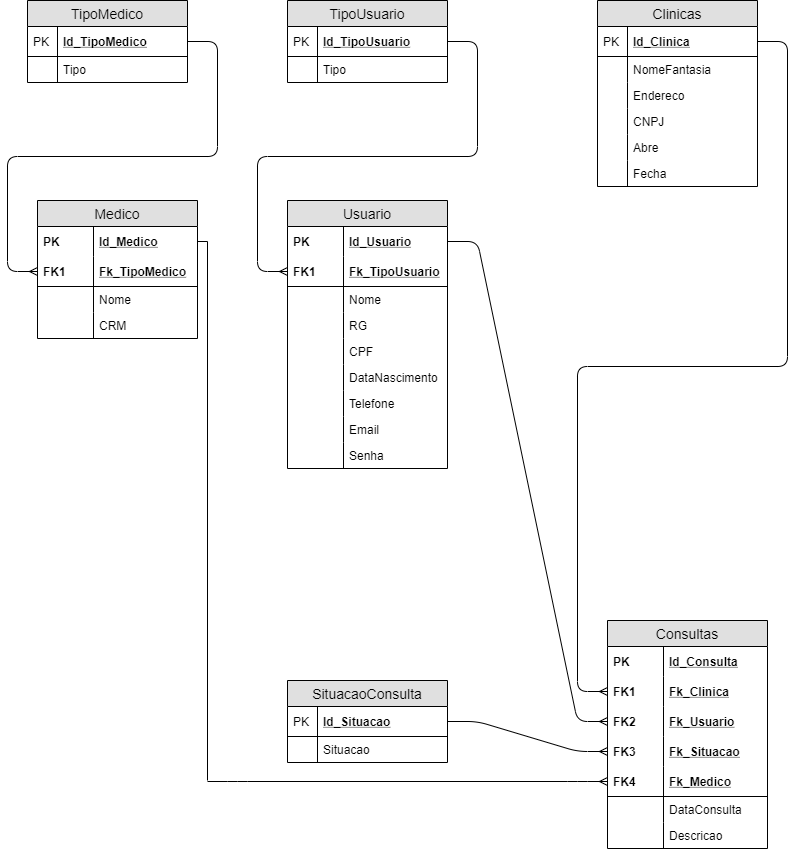 TipoMedico
PK Id_TipoMedico
Tipo
TipoUsuario
PK Id_TipoUsuario
Tipo
Clinicas
PK Id_Clinica
NomeFantasia
Endereco
CNPJ
Abre
Fecha
Medico
PK Id_Medico
FK1 Fk_TipoMedico
Nome
CRM
Usuario
PK Id_Usuario
FK1 Fk_TipoUsuario
Nome
RG
CPF
DataNascimento
Telefone
Email
Senha
SituacaoConsulta
PK Id_Situacao
Situacao
Consultas
PK Id_Consulta
FK1 Fk_Clinica
FK2 Fk_Usuario
FK3 Fk_Situacao
FK4 Fk_Medico
DataConsulta
Descricao